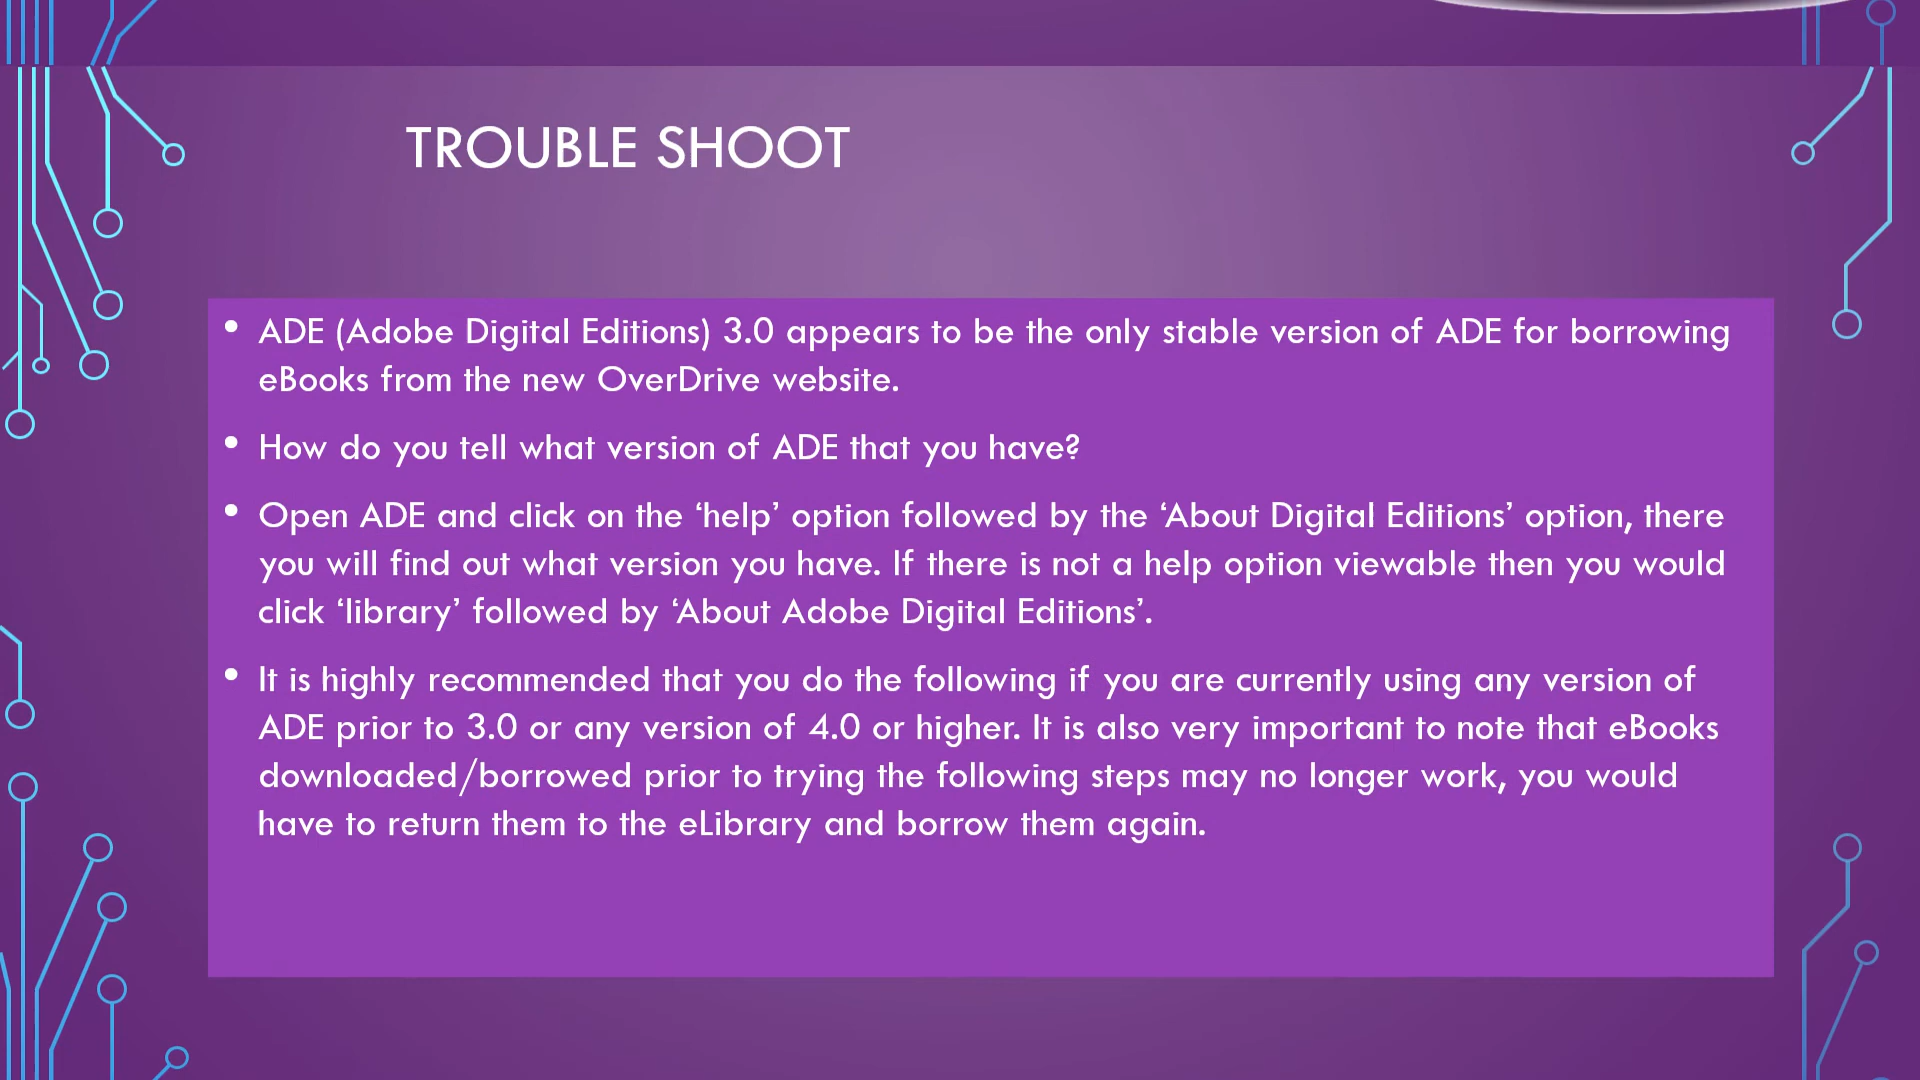 TROUBLE SHOOT
• ADE (Adobe Digital Editions) 3.0 appears to be the only stable version of ADE for borrowing
eBooks from the new OverDrive website.
• How do you tell what version of ADE that you have?
• Open ADE and click on the ‘help’ option followed by the ‘About Digital Editions’ option, there
you will find out what version you have. If there is not a help option viewable then you would
click ‘library’ followed by ‘About Adobe Digital Editions’.
• It is highly recommended that you do the following if you are currently using any version of
ADE prior to 3.0 or any version of 4.0 or higher. It is also very important to note that eBooks
downloaded/borrowed prior to trying the following steps may no longer work, you would
have to return them to the eLibrary and borrow them again.